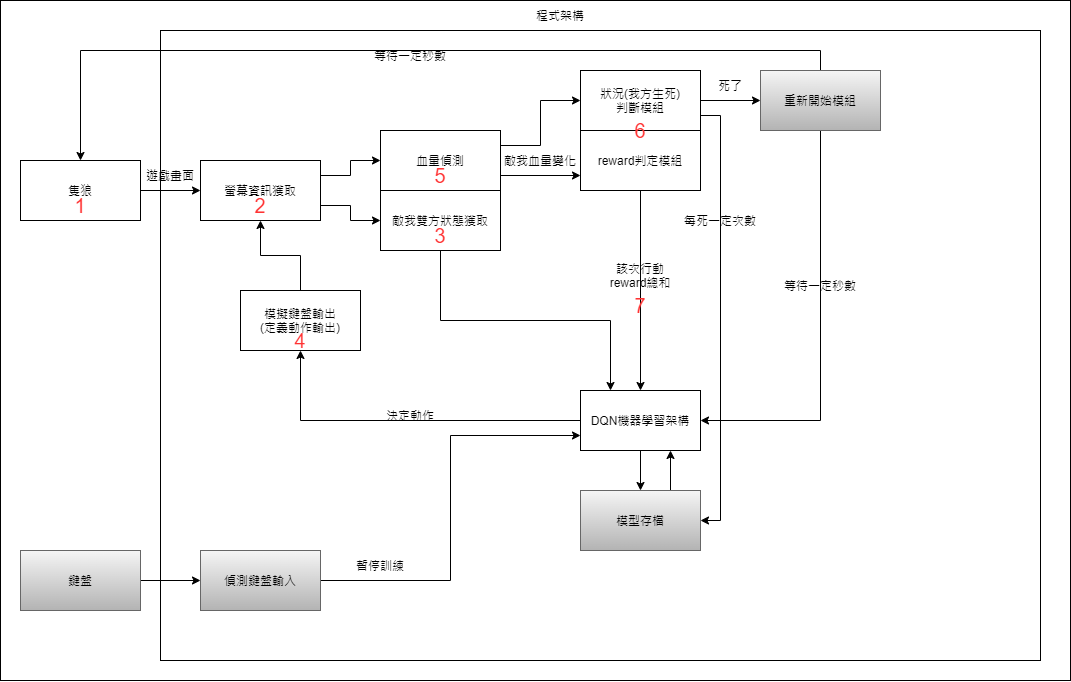 程式架構
等待一定秒數
狀況(我方生死)
判斷模組
6
死了
重新開始模組
血量偵測
5
敵我血量變化
reward判定模組
隻狼
1
遊戲畫面
螢幕資訊獲取
2
敵我雙方狀態獲取
3
每死一定次數
該次行動
reward總和
7
等待一定秒數
模擬鍵盤輸出
(定義動作輸出)
4
決定動作
DQN機器學習架構
模型存檔
暫停訓練
鍵盤
偵測鍵盤輸入